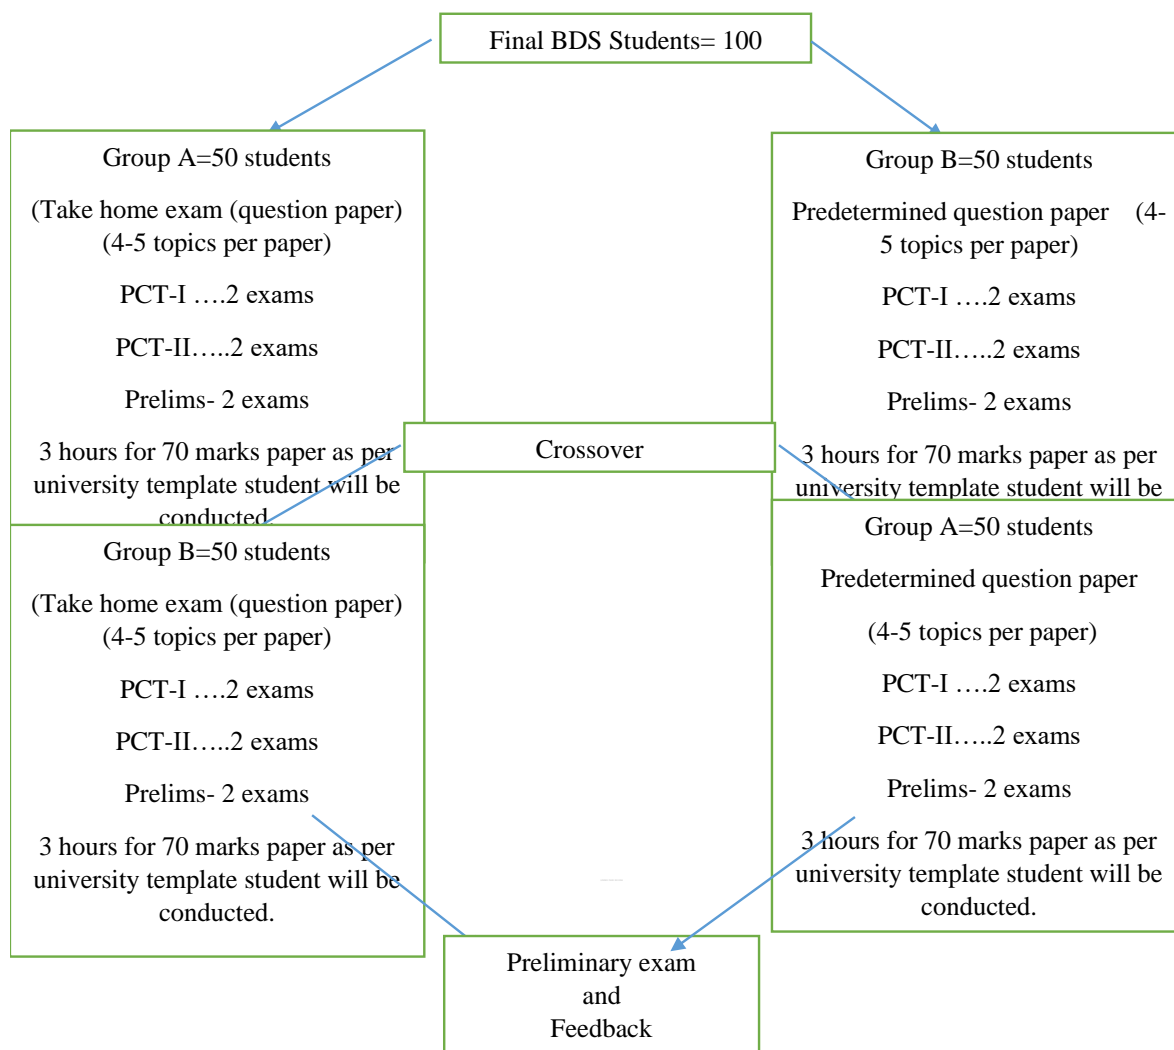 Final BDS Students= 100
Group A=50 students
(Take home exam (question paper)
(4-5 topics per paper)
PCT-I ….2 exams
PCT-II…..2 exams
Prelims- 2 exams
3 hours for 70 marks paper as per
university template student will be
conducted.
Group B=50 students
Predetermined question paper (4-
5 topics per paper)
PCT-I ….2 exams
PCT-II…..2 exams
Prelims- 2 exams
3 hours for 70 marks paper as per
university template student will be
Crossover
Group B=50 students
(Take home exam (question paper)
(4-5 topics per paper)
PCT-I ….2 exams
PCT-II…..2 exams
Prelims- 2 exams
3 hours for 70 marks paper as per
university template student will be
conducted.
Group A=50 students
Predetermined question paper
(4-5 topics per paper)
PCT-I ….2 exams
PCT-II…..2 exams
Prelims- 2 exams
3 hours for 70 marks paper as per
university template student will be
conducted.
Preliminary exam
and
Feedback